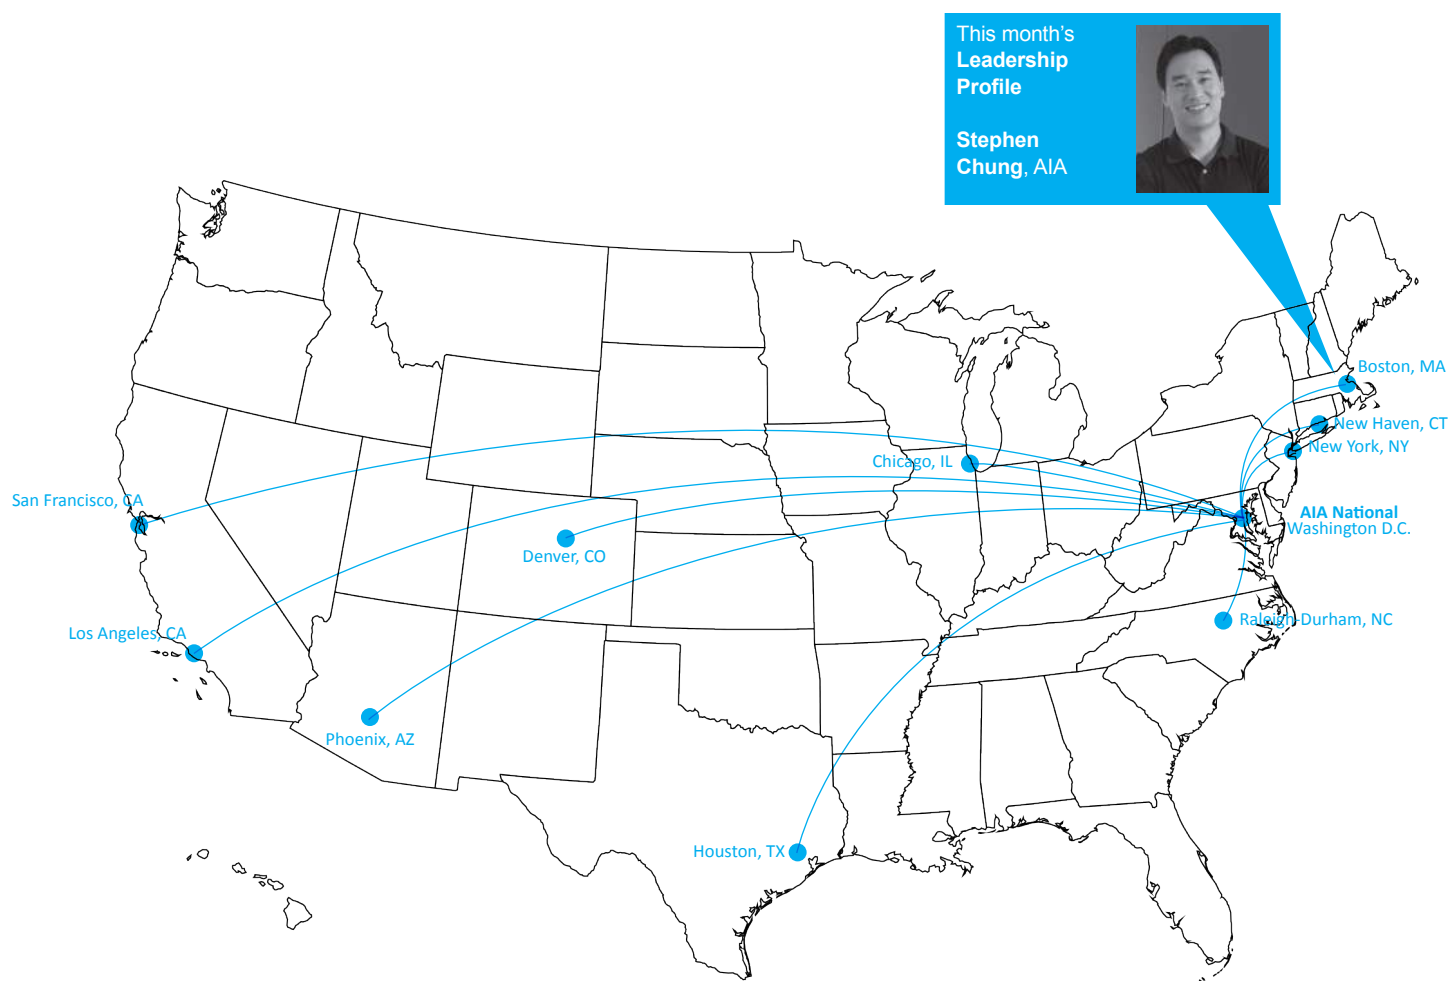 This month's
Leadership
Profile
Stephen
Chung, AIA
Boston, MA
New Haven, CT
New York, NY
Chicago, IL
San Francisco, CA
AIA National
Washington D.C.
Denver, CO
Raleigh-Durham, NC
Los Angeles, CA
Phoenix, AZ
Houston, TX